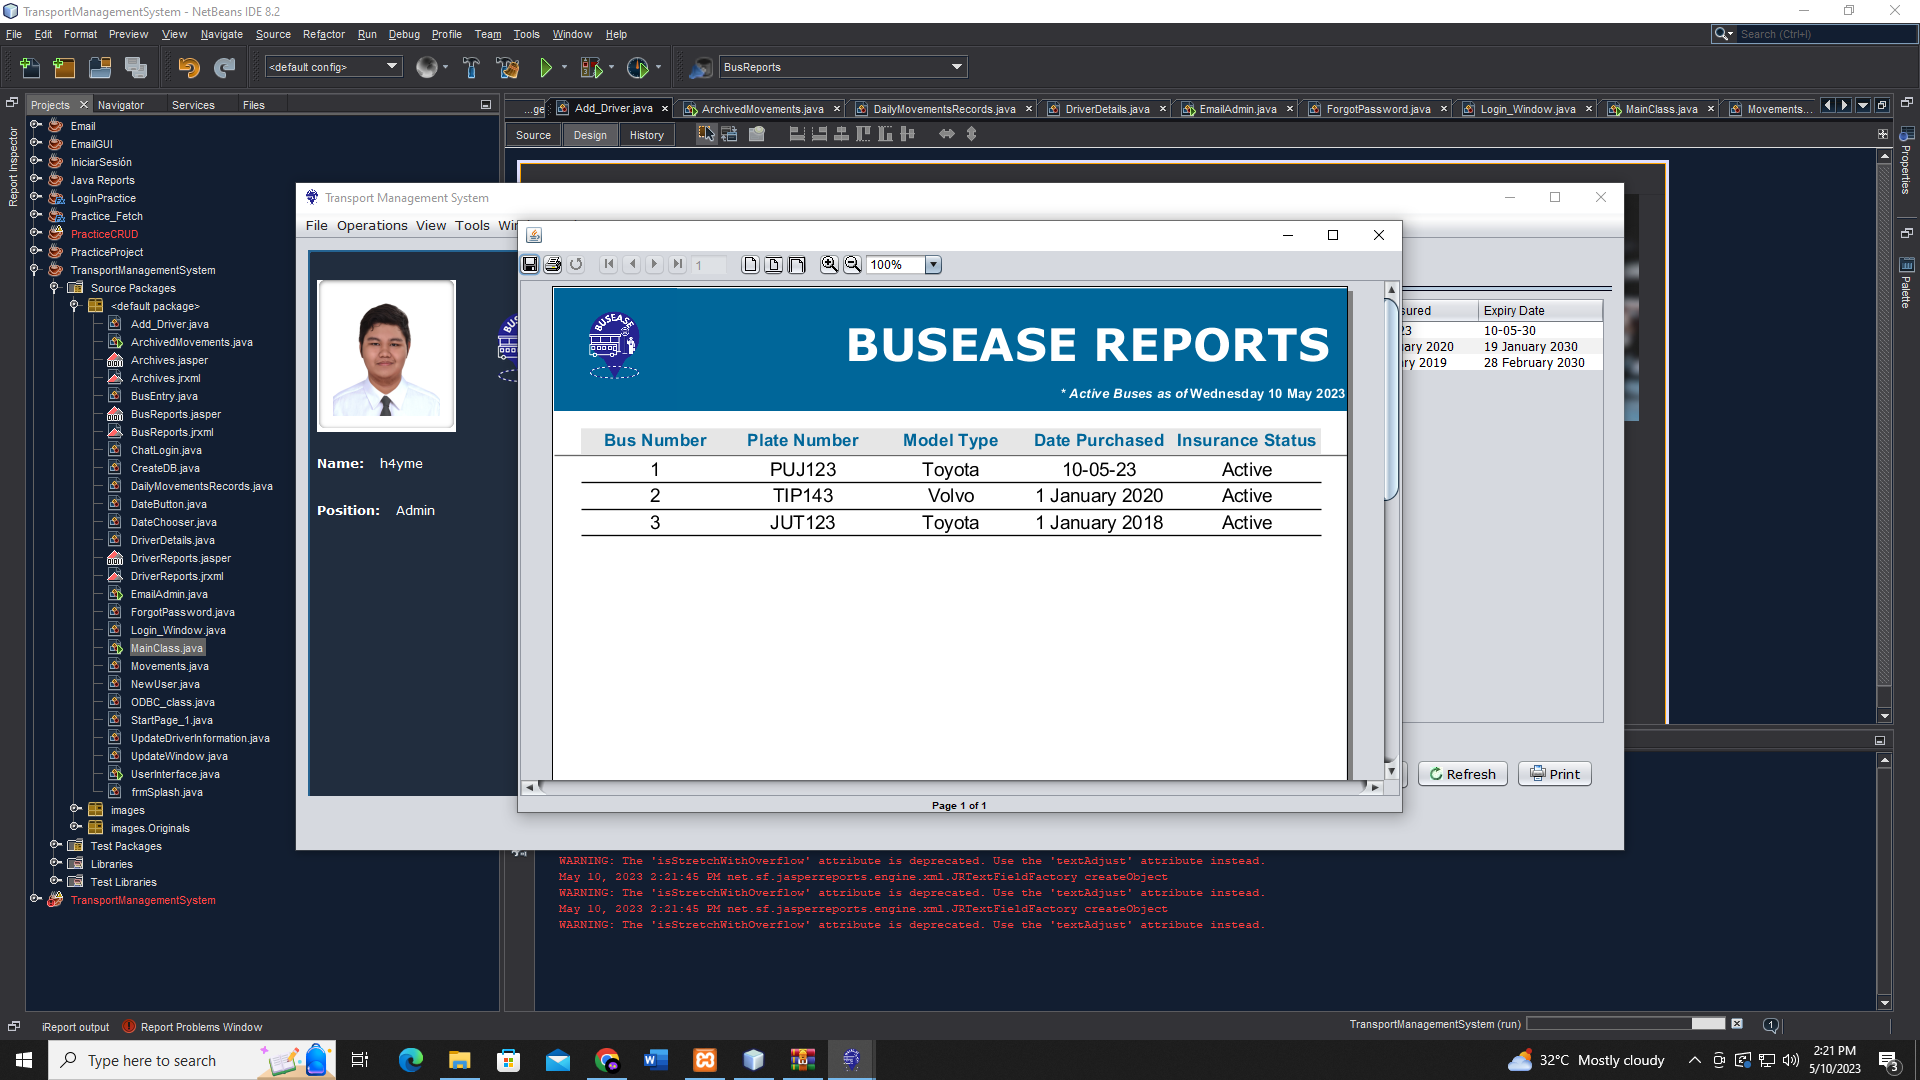 TransportManagementSystem - NetBeans IDE 8.2
File Edit Format Preview View Navigate Source Refactor Run Debug Profile Team Tools Window Help
Search (Ctrl+I)
<default config>
BusReports
Projects Navigator Services Files
...ge Add_Driver.java ArchivedMovements.java DailyMovementsRecords.java DriverDetails.java EmailAdmin.java ForgotPassword.java Login_Window.java MainClass.java Movements...
Source Design History
Report Inspector
Properties
Palette
Email
EmailGUI
IniciarSesión
Java Reports
LoginPractice
Practice_Fetch
PracticeCRUD
PracticeProject
TransportManagementSystem
Source Packages
<default package>
Add_Driver.java
ArchivedMovements.java
Archives.jasper
Archives.jrxml
BusEntry.java
BusReports.jasper
BusReports.jrxml
ChatLogin.java
CreateDB.java
DailyMovementsRecords.java
DateButton.java
DateChooser.java
DriverDetails.java
DriverReports.jasper
DriverReports.jrxml
EmailAdmin.java
ForgotPassword.java
Login_Window.java
MainClass.java
Movements.java
NewUser.java
ODBC_class.java
StartPage_1.java
UpdateDriverInformation.java
UpdateWindow.java
UserInterface.java
frmSplash.java
images
images.Originals
Test Packages
Libraries
Test Libraries
TransportManagementSystem
Transport Management System
File Operations View Tools Win
Name: h4yme
Position: Admin
BUS
1 100%
BUSEASE
BUSEASE REPORTS
* Active Buses as of Wednesday 10 May 2023
Bus Number Plate Number Model Type Date Purchased Insurance Status
1 PUJ123 Toyota 10-05-23 Active
2 TIP143 Volvo 1 January 2020 Active
3 JUT123 Toyota 1 January 2018 Active
Page 1 of 1
sured Expiry Date
23 10-05-30
uary 2020 19 January 2030
ry 2019 28 February 2030
Refresh Print
WARNING: The 'isStretchWithOverflow' attribute is deprecated. Use the 'textAdjust' attribute instead.
May 10, 2023 2:21:45 PM net.sf.jasperreports.engine.xml.JRTextFieldFactory createObject
WARNING: The 'isStretchWithOverflow' attribute is deprecated. Use the 'textAdjust' attribute instead.
May 10, 2023 2:21:45 PM net.sf.jasperreports.engine.xml.JRTextFieldFactory createObject
WARNING: The 'isStretchWithOverflow' attribute is deprecated. Use the 'textAdjust' attribute instead.
iReport output Report Problems Window
TransportManagementSystem (run)
1
Type here to search
32°C Mostly cloudy
2:21 PM
5/10/2023
3